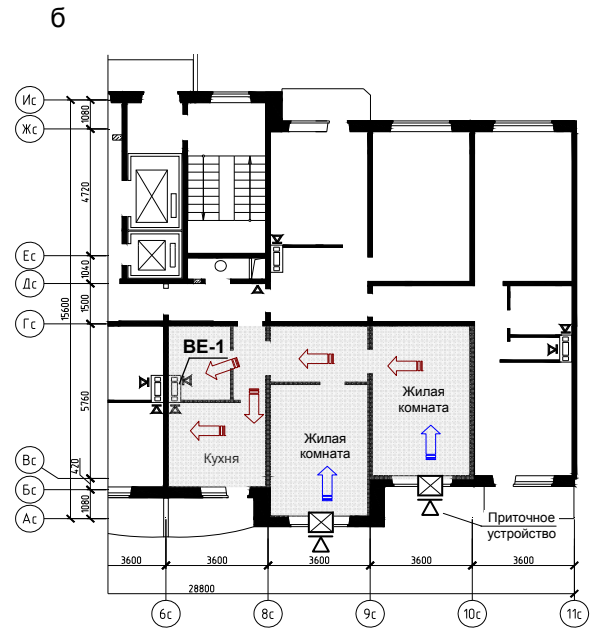 б
Ис
Жс
Ес
Дс
Гс
Вс
Бс
Ас
1080
4720
1040
1500
5760
420
1080
15600
ВЕ-1
Жилая
комната
Жилая
комната
Кухня
Приточное
устройство
3600
3600
3600
3600
3600
28800
6с
8с
9с
10с
11с